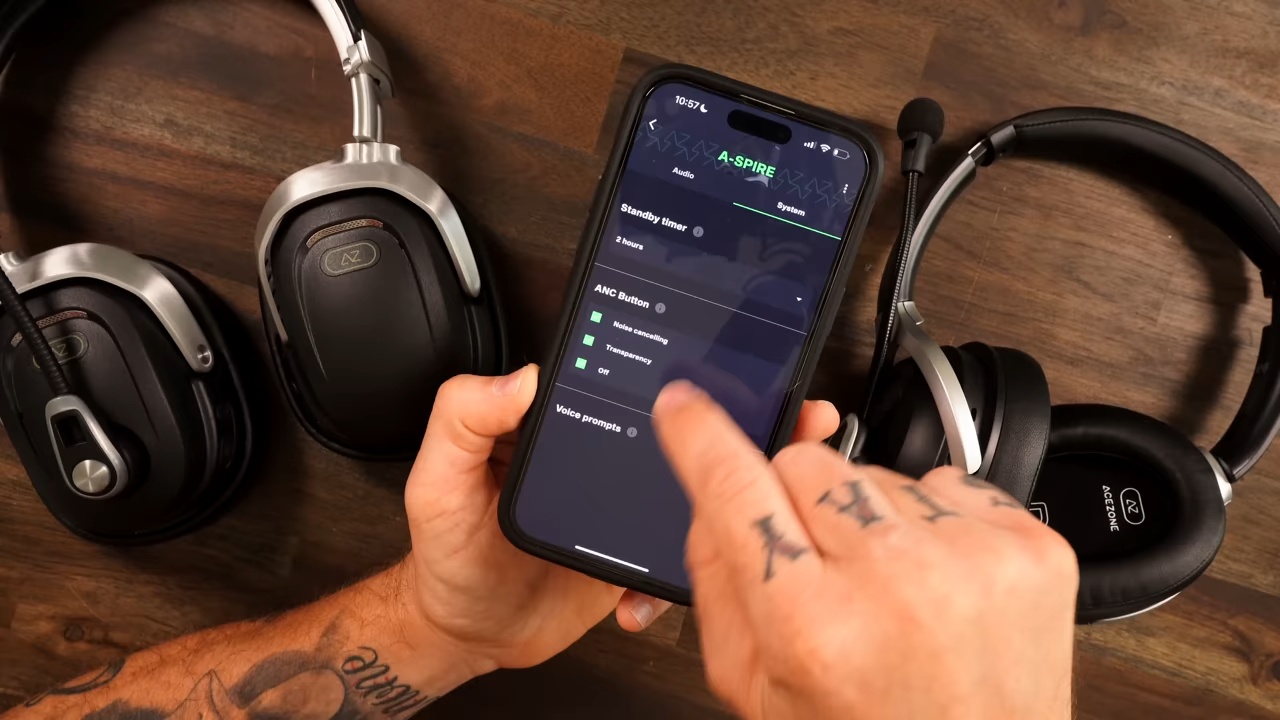 10:57
A-SPIRE
Audio
System
Standby timer
2 hours
ANC Button
Noise cancelling
Transparency
Off
Voice prompts
AZ
AZ
AZ
ACEZONE